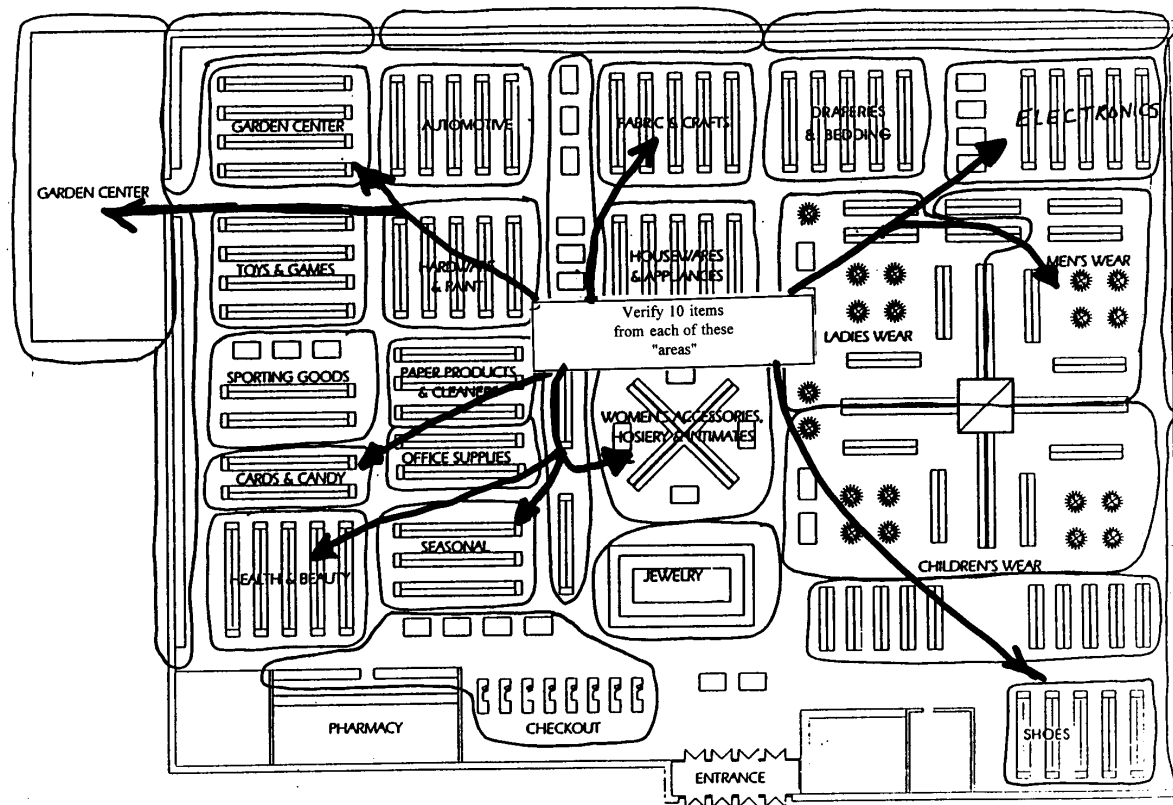 GARDEN CENTER
AUTOMOTIVE
FABRIC & CRAFTS
DRAPERIES
& BEDDING
ELECTRONICS
GARDEN CENTER
TOYS & GAMES
HARDWARE
& PAINT
HOUSEWARES
& APPLIANCES
MEN'S WEAR
Verify 10 items
from each of these
"areas"
LADIES WEAR
SPORTING GOODS
PAPER PRODUCTS
& CLEANERS
WOMEN'S ACCESSORIES,
HOSIERY & INTIMATES
CARDS & CANDY
OFFICE SUPPLIES
SEASONAL
HEALTH & BEAUTY
JEWELRY
CHILDREN'S WEAR
PHARMACY
CHECKOUT
SHOES
ENTRANCE